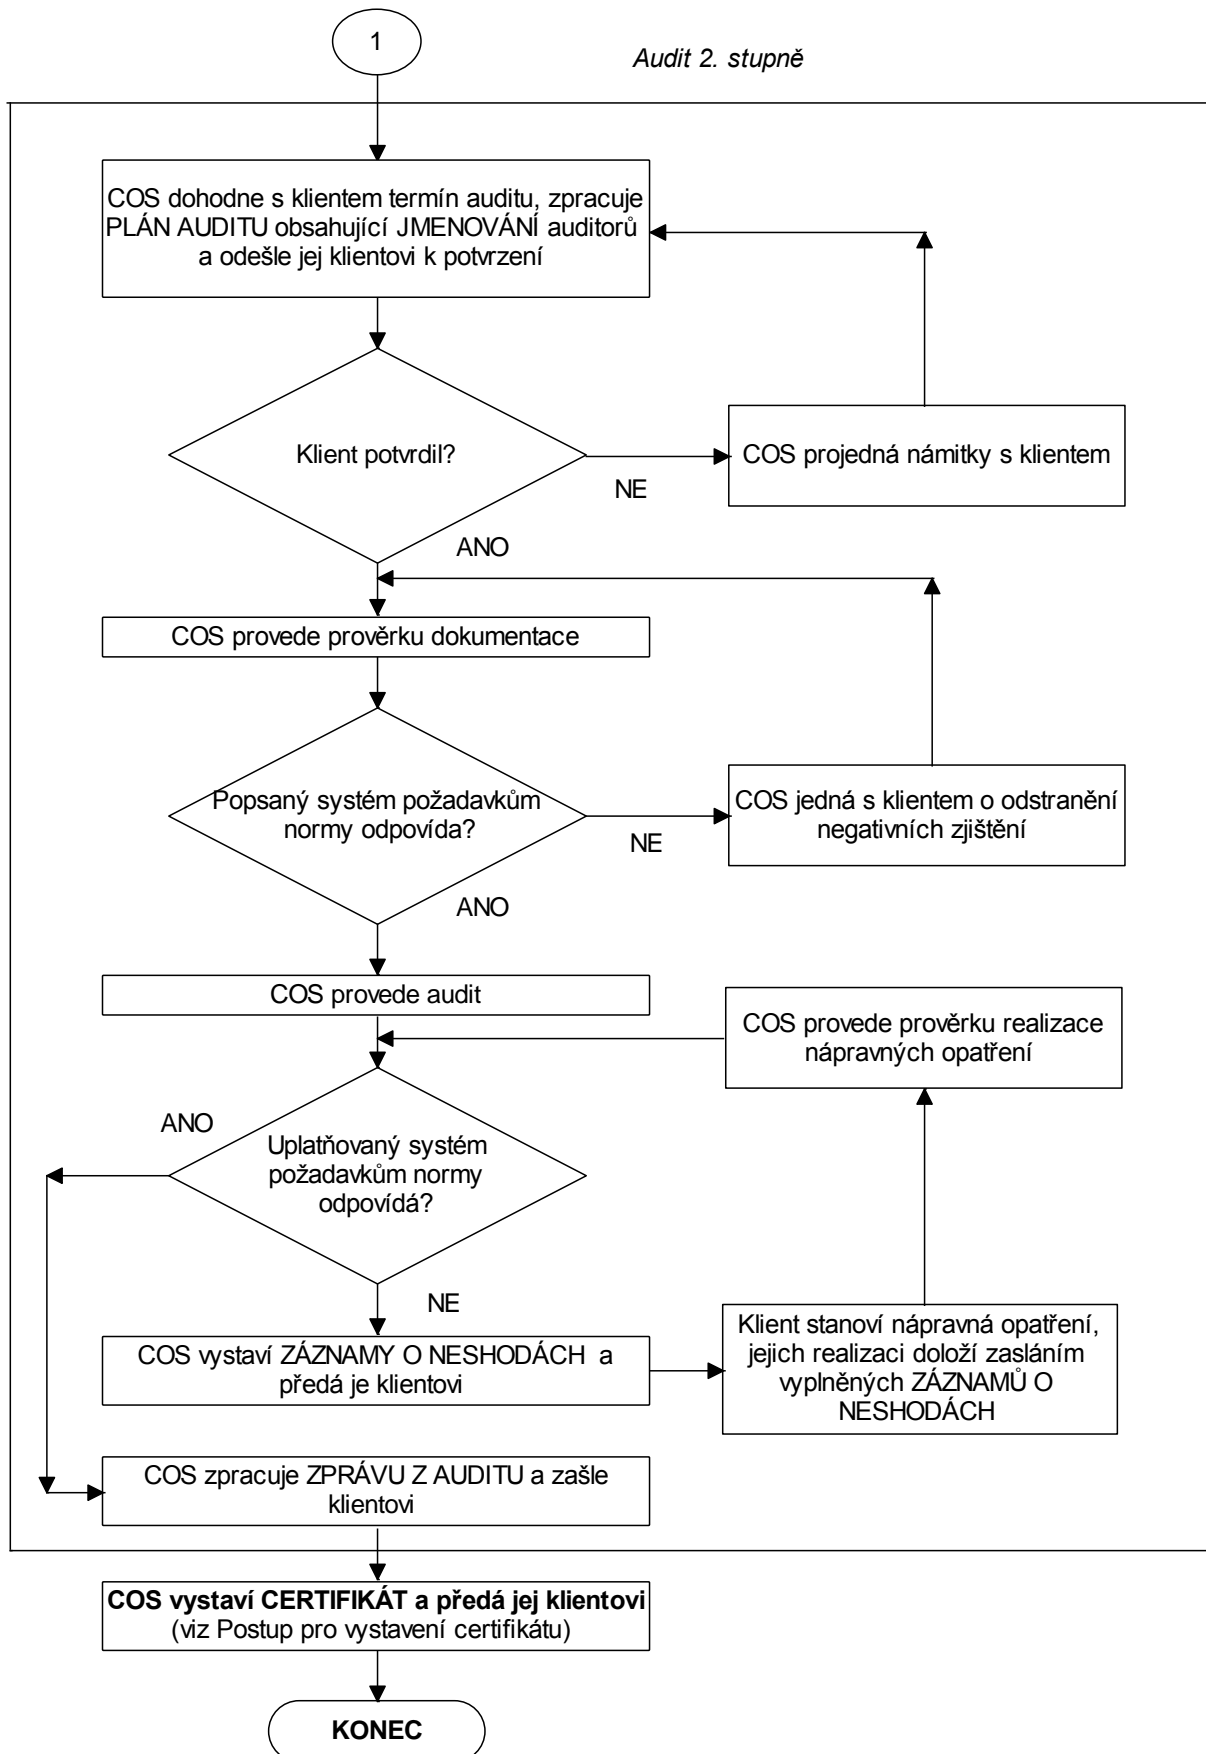 1
Audit 2. stupně
COS dohodne s klientem termín auditu, zpracuje
PLÁN AUDITU obsahující JMENOVÁNÍ auditorů
a odešle jej klientovi k potvrzení
Klient potvrdil?
NE
COS projedná námitky s klientem
ANO
COS provede prověrku dokumentace
Popsaný systém požadavkům
normy odpovída?
NE
COS jedná s klientem o odstranění
negativních zjištění
ANO
COS provede audit
COS provede prověrku realizace
nápravných opatření
ANO
Uplatňovaný systém
požadavkům normy
odpovídá?
NE
COS vystaví ZÁZNAMY O NESHODÁCH a
předá je klientovi
Klient stanoví nápravná opatření,
jejich realizaci doloží zasláním
vyplněných ZÁZNAMŮ O
NESHODÁCH
COS zpracuje ZPRÁVU Z AUDITU a zašle
klientovi
COS vystaví CERTIFIKÁT a předá jej klientovi
(viz Postup pro vystavení certifikátu)
KONEC